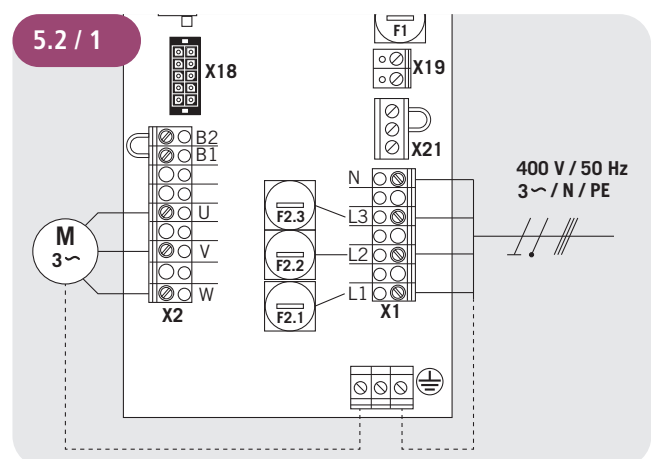 5.2 / 1
F1
X18
X19
B2
B1
X21
400 V / 50 Hz
3~ / N / PE
N
U
F2.3
L3
M
3~
V
F2.2
L2
W
F2.1
L1
X2
X1